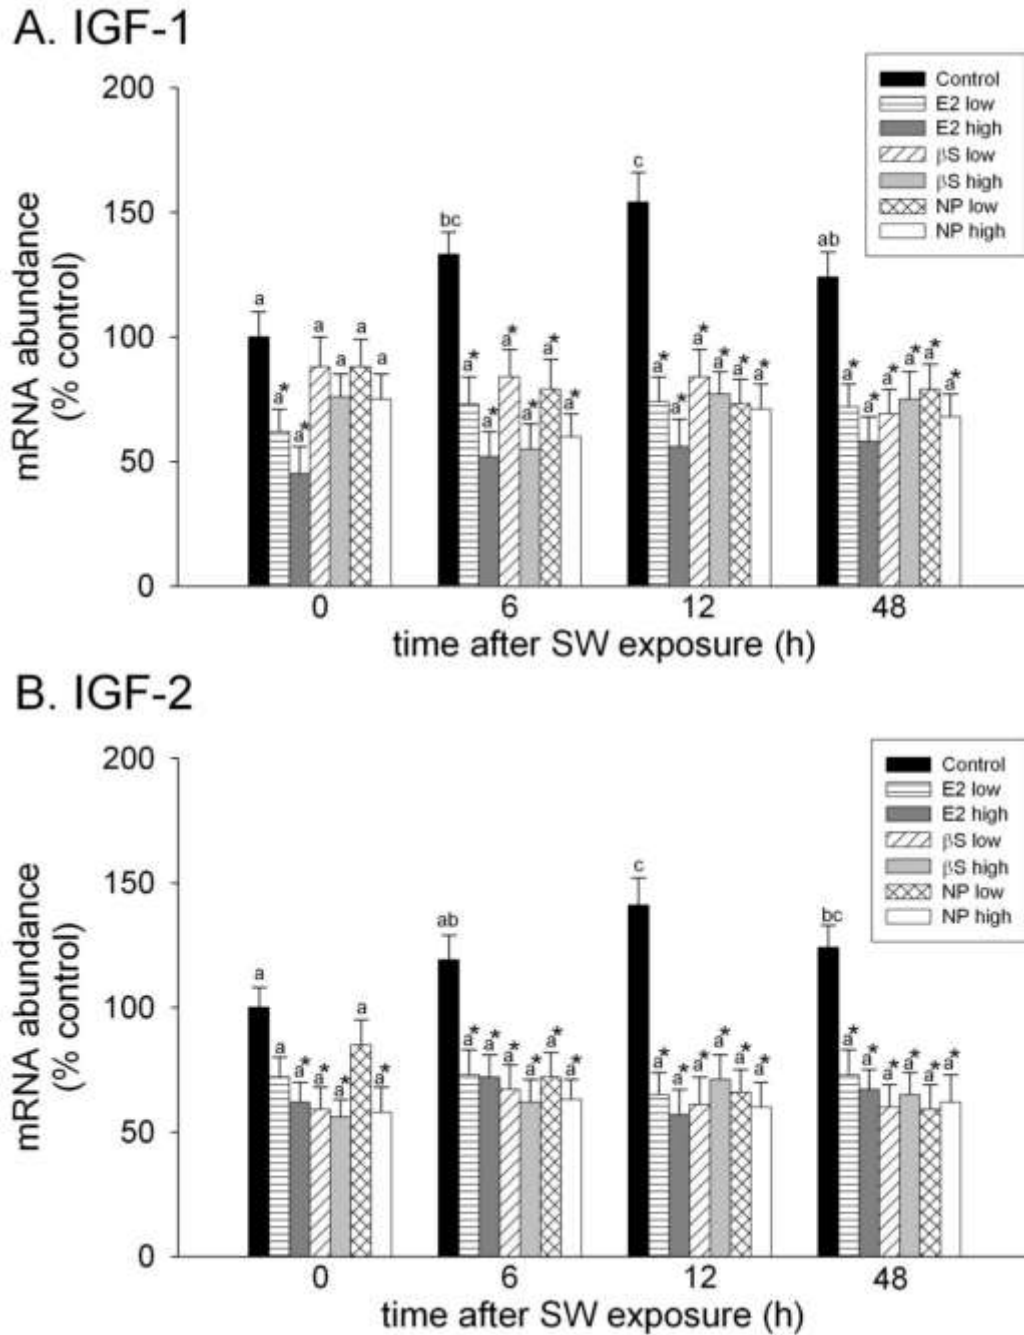 A. IGF-1
200
150
100
50
0
mRNA abundance
(% control)
Control
E2 low
E2 high
βS low
βS high
NP low
NP high
a
a*
a*
a
a
a
a
bc
a*
a*
a*
a*
a*
a*
c
a*
a*
a*
a*
a*
a*
ab
a*
a*
a*
a*
a*
a*
0 6 12 48
time after SW exposure (h)
B. IGF-2
200
150
100
50
0
mRNA abundance
(% control)
Control
E2 low
E2 high
βS low
βS high
NP low
NP high
a
a
a*
a*
a*
a
a*
ab
a*
a*
a*
a*
a*
a*
c
a*
a*
a*
a*
a*
a*
bc
a*
a*
a*
a*
a*
a*
0 6 12 48
time after SW exposure (h)